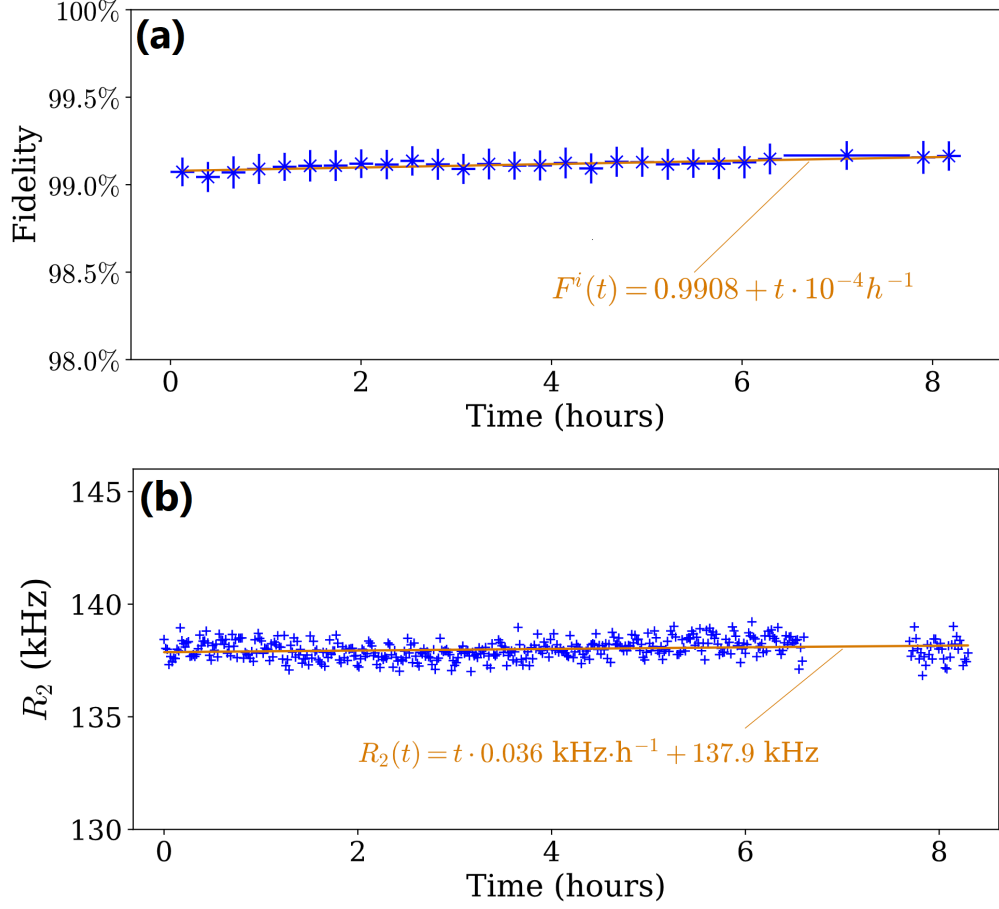 (a)
100%
99.5%
99.0%
98.5%
98.0%
Fidelity
F^i(t) = 0.9908 + t · 10^{-4}h^{-1}
0 2 4 6 8
Time (hours)
(b)
145
140
135
130
R_2 (kHz)
R_2(t) = t · 0.036 kHz·h^{-1} + 137.9 kHz
0 2 4 6 8
Time (hours)